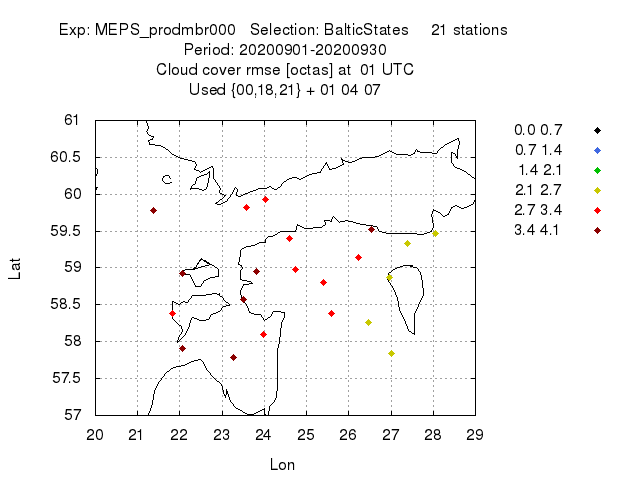 Exp: MEPS_prodmbr000 Selection: BalticStates 21 stations
Period: 20200901-20200930
Cloud cover rmse [octas] at 01 UTC
Used {00,18,21} + 01 04 07
61
60.5
60
59.5
59
58.5
58
57.5
57
Lat
20 21 22 23 24 25 26 27 28 29
Lon
0.0 0.7
0.7 1.4
1.4 2.1
2.1 2.7
2.7 3.4
3.4 4.1